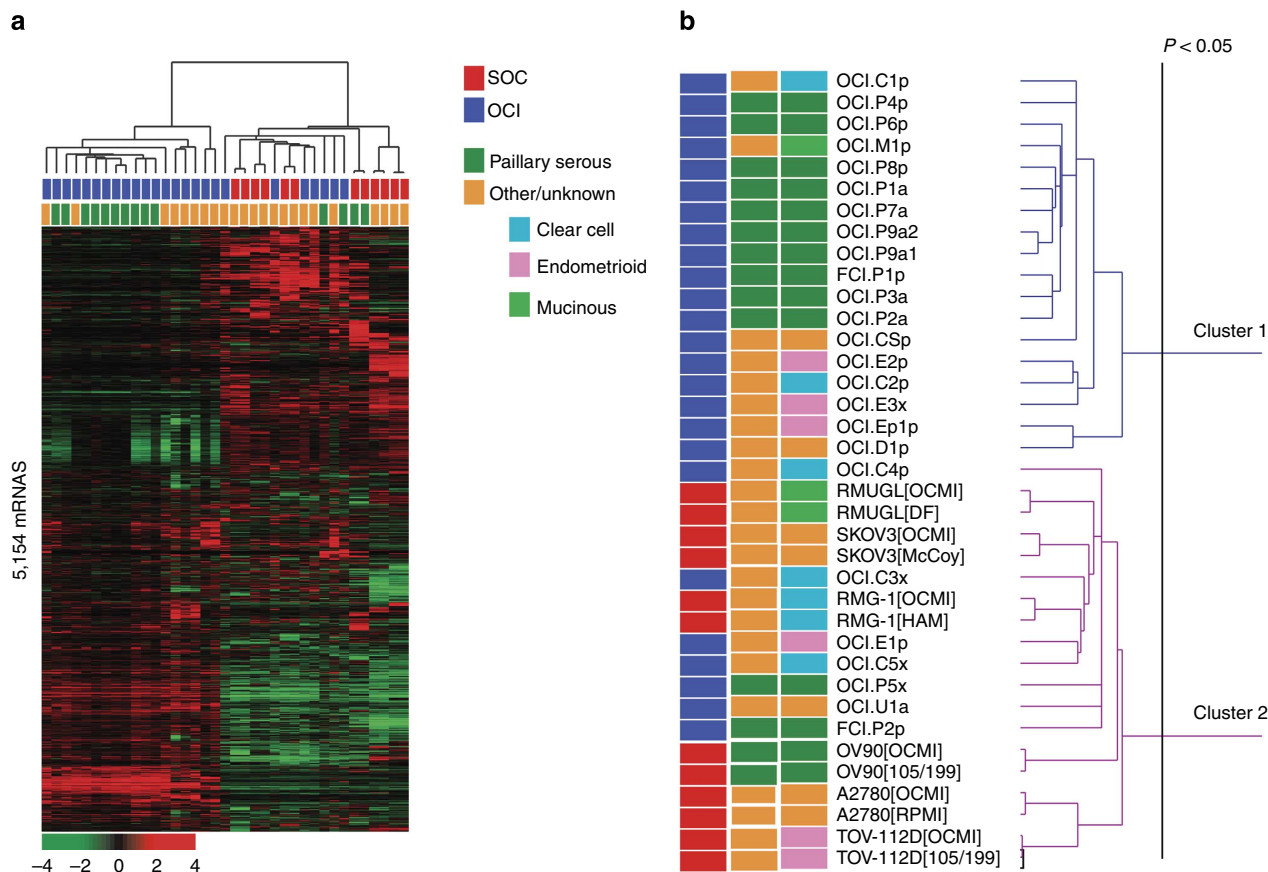 a
SOC
OCI
Paillary serous
Other/unknown
Clear cell
Endometrioid
Mucinous
5,154 mRNAS
–4 –2 0 2 4
b
P < 0.05
OCI.C1p
OCI.P4p
OCI.P6p
OCI.M1p
OCI.P8p
OCI.P1a
OCI.P7a
OCI.P9a2
OCI.P9a1
FCI.P1p
OCI.P3a
OCI.P2a
OCI.CSp
OCI.E2p
OCI.C2p
OCI.E3x
OCI.Ep1p
OCI.D1p
OCI.C4p
RMUGL[OCMI]
RMUGL[DF]
SKOV3[OCMI]
SKOV3[McCoy]
OCI.C3x
RMG-1[OCMI]
RMG-1[HAM]
OCI.E1p
OCI.C5x
OCI.P5x
OCI.U1a
FCI.P2p
OV90[OCMI]
OV90[105/199]
A2780[OCMI]
A2780[RPMI]
TOV-112D[OCMI]
TOV-112D[105/199]
Cluster 1
Cluster 2